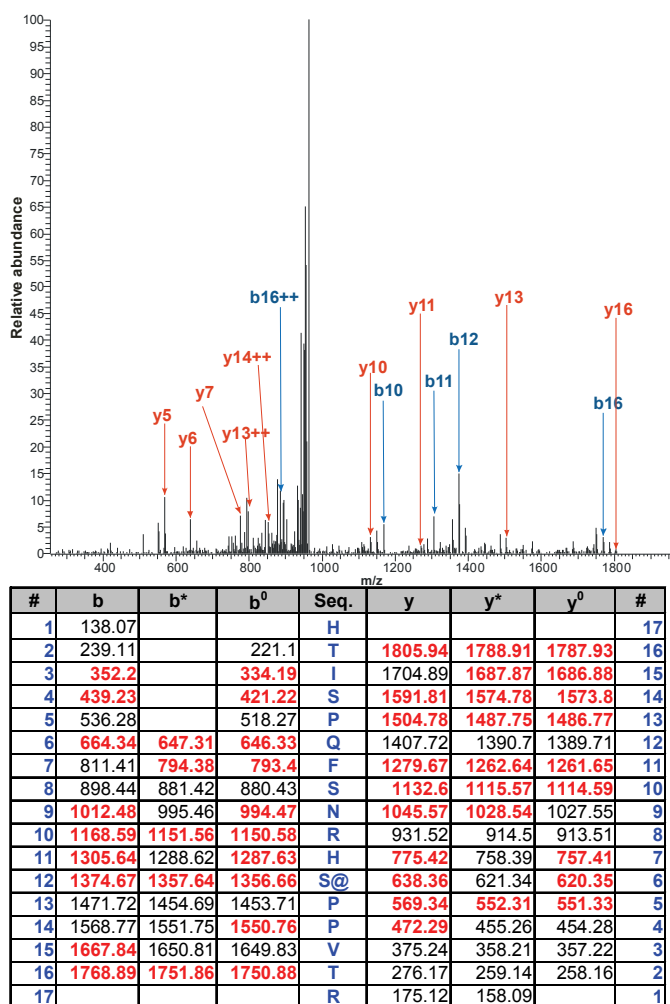 100
95
90
85
80
75
70
65
60
55
50
45
40
35
30
25
20
15
10
5
0
Relative abundance
400 600 800 1000 1200 1400 1600 1800
m/z
b16++
y14++
y7
y13++
y5
y6
y10
b10
y11
b11
b12
y13
b16
y16
# b b* b⁰ Seq. y y* y⁰ #
1 138.07 H 17
2 239.11 221.1 T 1805.94 1788.91 1787.93 16
3 352.2 334.19 I 1704.89 1687.87 1686.88 15
4 439.23 421.22 S 1591.81 1574.78 1573.8 14
5 536.28 518.27 P 1504.78 1487.75 1486.77 13
6 664.34 647.31 646.33 Q 1407.72 1390.7 1389.71 12
7 811.41 794.38 793.4 F 1279.67 1262.64 1261.65 11
8 898.44 881.42 880.43 S 1132.6 1115.57 1114.59 10
9 1012.48 995.46 994.47 N 1045.57 1028.54 1027.55 9
10 1168.59 1151.56 1150.58 R 931.52 914.5 913.51 8
11 1305.64 1288.62 1287.63 H 775.42 758.39 757.41 7
12 1374.67 1357.64 1356.66 S@ 638.36 621.34 620.35 6
13 1471.72 1454.69 1453.71 P 569.34 552.31 551.33 5
14 1568.77 1551.75 1550.76 P 472.29 455.26 454.28 4
15 1667.84 1650.81 1649.83 V 375.24 358.21 357.22 3
16 1768.89 1751.86 1750.88 T 276.17 259.14 258.16 2
17 R 175.12 158.09 1